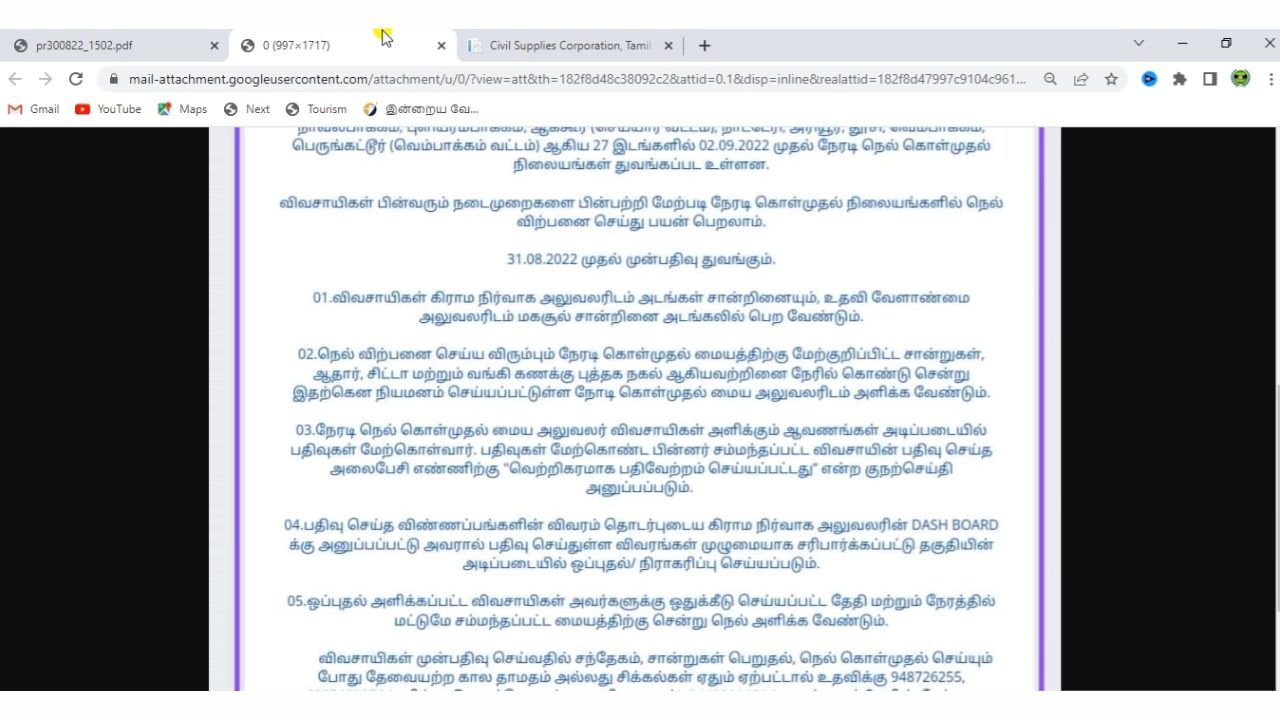 pr300822_1502.pdf
0 (997×1717)
Civil Supplies Corporation, Tamil
mail-attachment.googleusercontent.com/attachment/u/0/?view=att&th=182f8d48c38092c2&attid=0.1&disp=inline&realattid=182f8d47997c9104c961...
Gmail YouTube Maps Next Tourism இன்றைய வே...
நாவல்பாக்கம், புளியரம்பாக்கம், ஆக்கூர் (செய்யார் வட்டம்), நாட்டேரி, அரியூர், தூசி, வெம்பாக்கம்,
பெருங்கட்டூர் (வெம்பாக்கம் வட்டம்) ஆகிய 27 இடங்களில் 02.09.2022 முதல் நேரடி நெல் கொள்முதல்
நிலையங்கள் துவங்கப்பட உள்ளன.
விவசாயிகள் பின்வரும் நடைமுறைகளை பின்பற்றி மேற்படி நேரடி கொள்முதல் நிலையங்களில் நெல்
விற்பனை செய்து பயன் பெறலாம்.
31.08.2022 முதல் முன்பதிவு துவங்கும்.
01.விவசாயிகள் கிராம நிர்வாக அலுவலரிடம் அடங்கள் சான்றினையும், உதவி வேளாண்மை
அலுவலரிடம் மகசூல் சான்றினை அடங்கலில் பெற வேண்டும்.
02.நெல் விற்பனை செய்ய விரும்பும் நேரடி கொள்முதல் மையத்திற்கு மேற்குறிப்பிட்ட சான்றுகள்,
ஆதார், சிட்டா மற்றும் வங்கி கணக்கு புத்தக நகல் ஆகியவற்றினை நேரில் கொண்டு சென்று
இதற்கென நியமனம் செய்யப்பட்டுள்ள நோடி கொள்முதல் மைய அலுவலரிடம் அளிக்க வேண்டும்.
03.நேரடி நெல் கொள்முதல் மைய அலுவலர் விவசாயிகள் அளிக்கும் ஆவணங்கள் அடிப்படையில்
பதிவுகள் மேற்கொள்வார். பதிவுகள் மேற்கொண்ட பின்னர் சம்மந்தப்பட்ட விவசாயின் பதிவு செய்த
அலைபேசி எண்ணிற்கு "வெற்றிகரமாக பதிவேற்றம் செய்யப்பட்டது" என்ற குநற்செய்தி
அனுப்பப்படும்.
04.பதிவு செய்த விண்ணப்பங்களின் விவரம் தொடர்புடைய கிராம நிர்வாக அலுவலரின் DASH BOARD
க்கு அனுப்பப்பட்டு அவரால் பதிவு செய்துள்ள விவரங்கள் முழுமையாக சரிபார்க்கப்பட்டு தகுதியின்
அடிப்படையில் ஒப்புதல்/ நிராகரிப்பு செய்யப்படும்.
05.ஒப்புதல் அளிக்கப்பட்ட விவசாயிகள் அவர்களுக்கு ஒதுக்கீடு செய்யப்பட்ட தேதி மற்றும் நேரத்தில்
மட்டுமே சம்மந்தப்பட்ட மையத்திற்கு சென்று நெல் அளிக்க வேண்டும்.
விவசாயிகள் முன்பதிவு செய்வதில் சந்தேகம், சான்றுகள் பெறுதல், நெல் கொள்முதல் செய்யும்
போது தேவையற்ற கால தாமதம் அல்லது சிக்கல்கள் ஏதும் ஏற்பட்டால் உதவிக்கு 948726255,